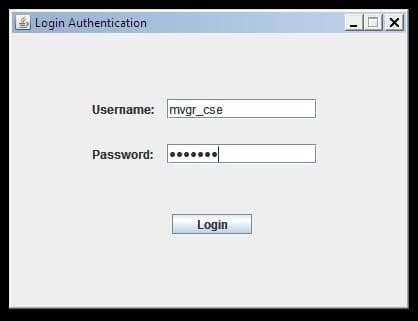 Login Authentication
Username: mvgr_cse
Password: •••••••
Login